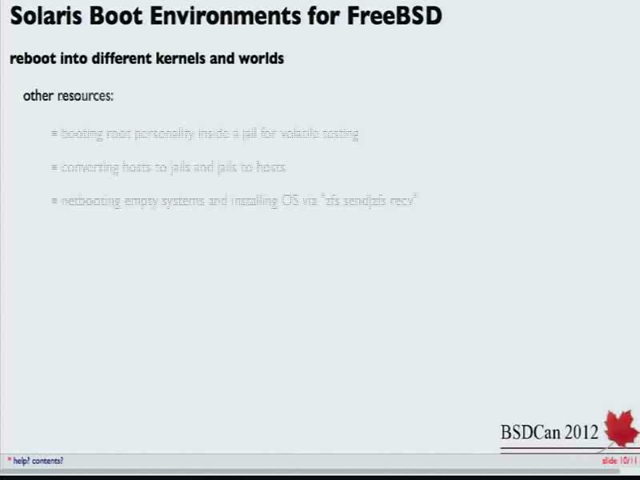 Solaris Boot Environments for FreeBSD
reboot into different kernels and worlds
other resources:
booting root personality inside a jail for volatile testing
converting hosts to jails and jails to hosts
netbooting empty systems and installing OS via "zfs send|zfs recv"
BSDCan 2012
* help? contents?
slide 10/11